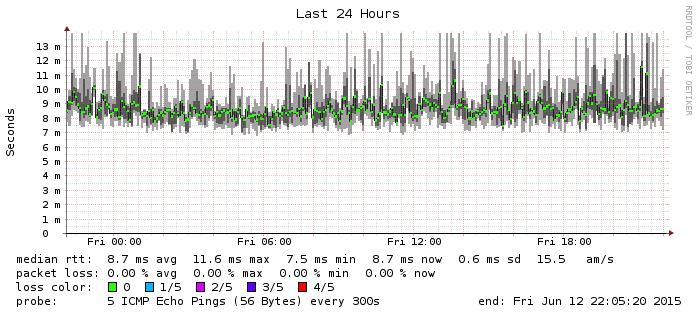 Last 24 Hours
RRDTOOL / TOBI OETIKER
Seconds
13 m
12 m
11 m
10 m
9 m
8 m
7 m
6 m
5 m
4 m
3 m
2 m
1 m
0
Fri 00:00 Fri 06:00 Fri 12:00 Fri 18:00
median rtt: 8.7 ms avg 11.6 ms max 7.5 ms min 8.7 ms now 0.6 ms sd 15.5 am/s
packet loss: 0.00 % avg 0.00 % max 0.00 % min 0.00 % now
loss color: 0 1/5 2/5 3/5 4/5
probe: 5 ICMP Echo Pings (56 Bytes) every 300s end: Fri Jun 12 22:05:20 2015